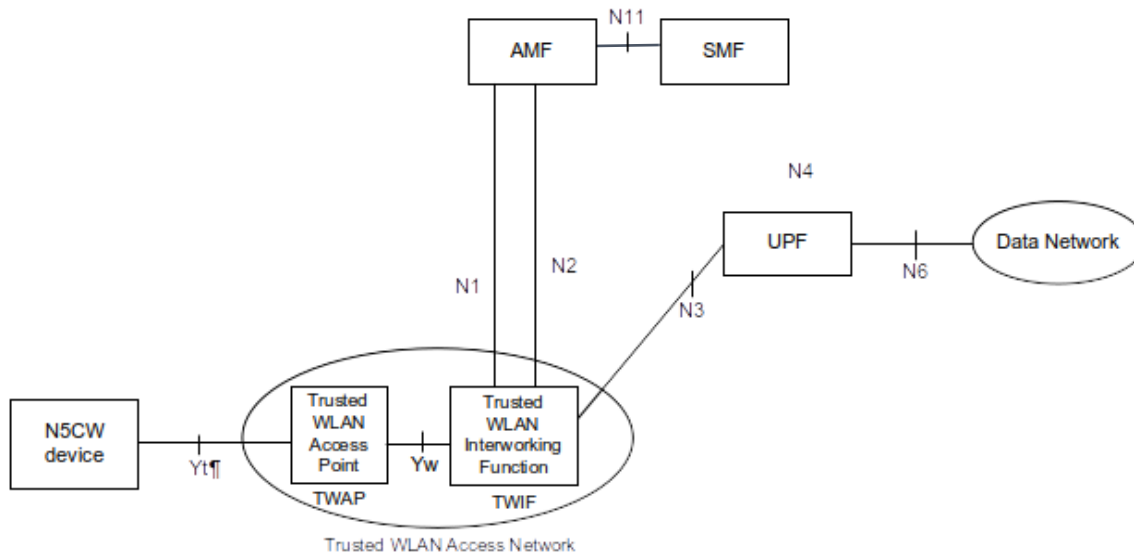 N11
AMF
SMF
N4
UPF
Data Network
N6
N2
N1
N3
Trusted
WLAN
Access
Point
Trusted
WLAN
Interworking
Function
N5CW
device
Yt¶
Yw
TWAP
TWIF
Trusted WLAN Access Network